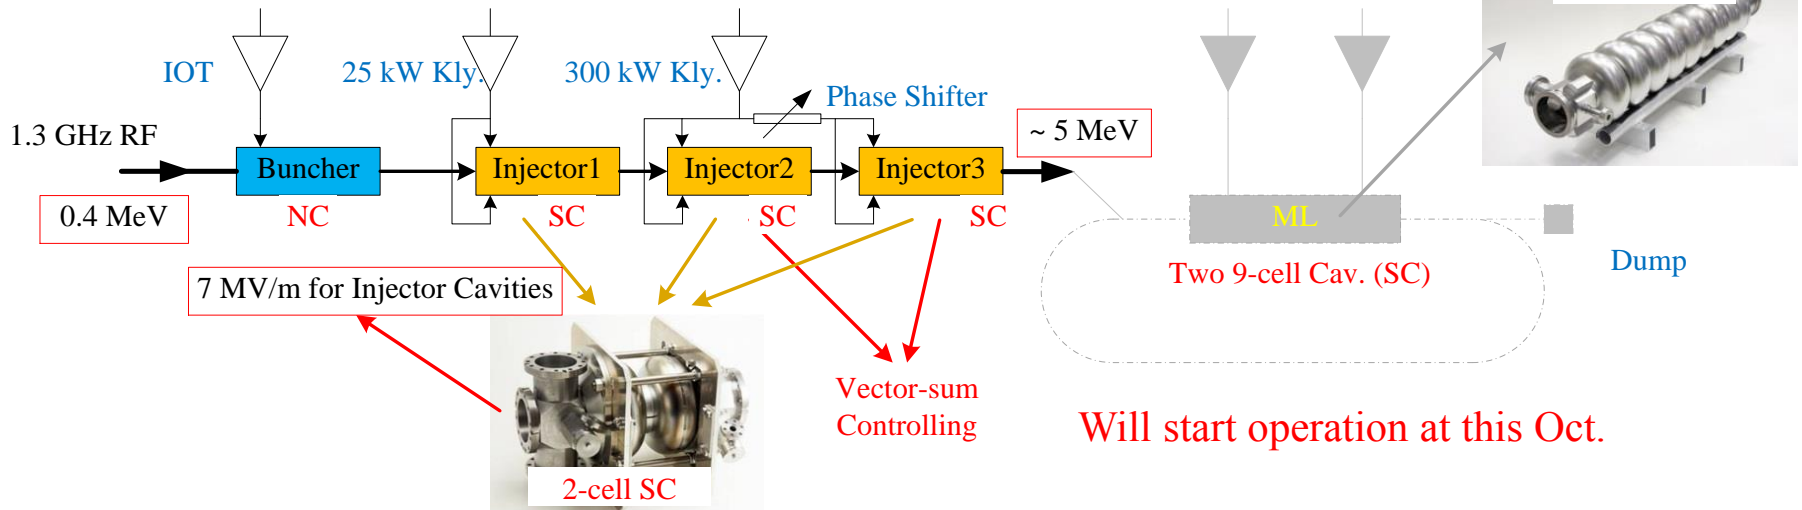 IOT
25 kW Kly.
300 kW Kly.
Phase Shifter
1.3 GHz RF
~ 5 MeV
Buncher
Injector1
Injector2
Injector3
0.4 MeV
NC
SC
SC
SC
ML
Two 9-cell Cav. (SC)
Dump
7 MV/m for Injector Cavities
Vector-sum
Controlling
Will start operation at this Oct.
2-cell SC